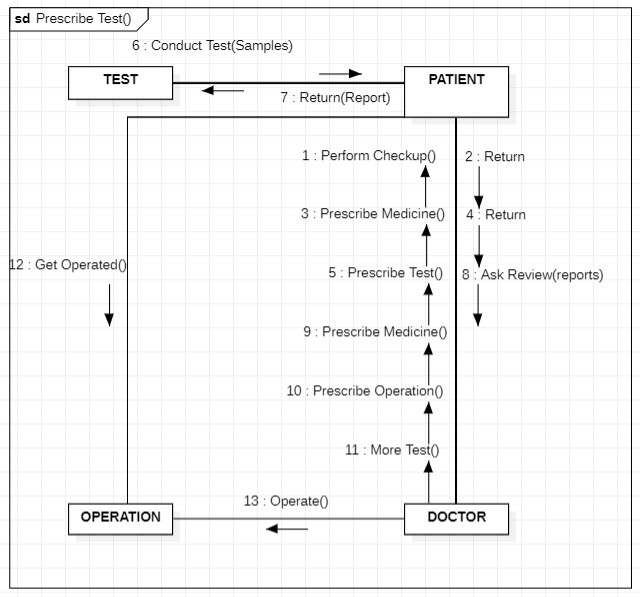 sd Prescribe Test()
6 : Conduct Test(Samples)
TEST
PATIENT
7 : Return(Report)
1 : Perform Checkup()
2 : Return
3 : Prescribe Medicine()
4 : Return
12 : Get Operated()
5 : Prescribe Test()
8 : Ask Review(reports)
9 : Prescribe Medicine()
10 : Prescribe Operation()
11 : More Test()
13 : Operate()
OPERATION
DOCTOR